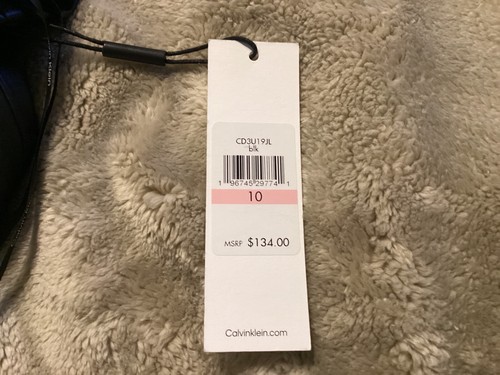 CD3U19JL
blk
1 96745 29774 1
10
MSRP $134.00
Calvinklein.com